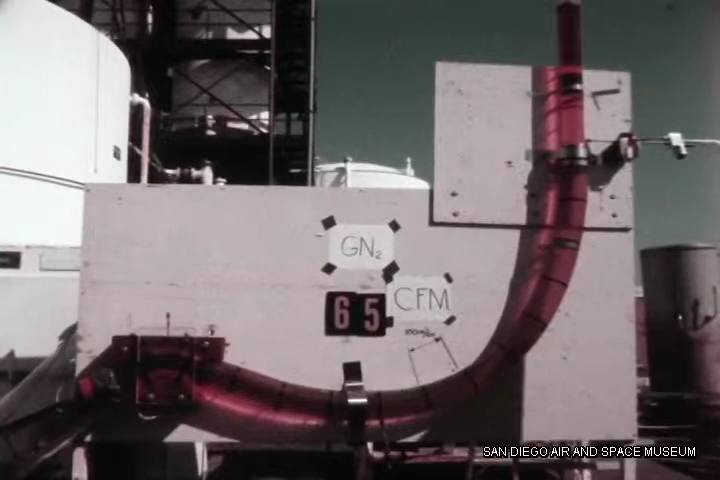 GN₂
65
CFM
SAN DIEGO AIR AND SPACE MUSEUM